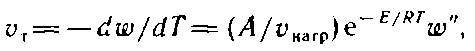 v_т = −dw/dT = (A/v_нагр) e^{−E/RT} w^n,